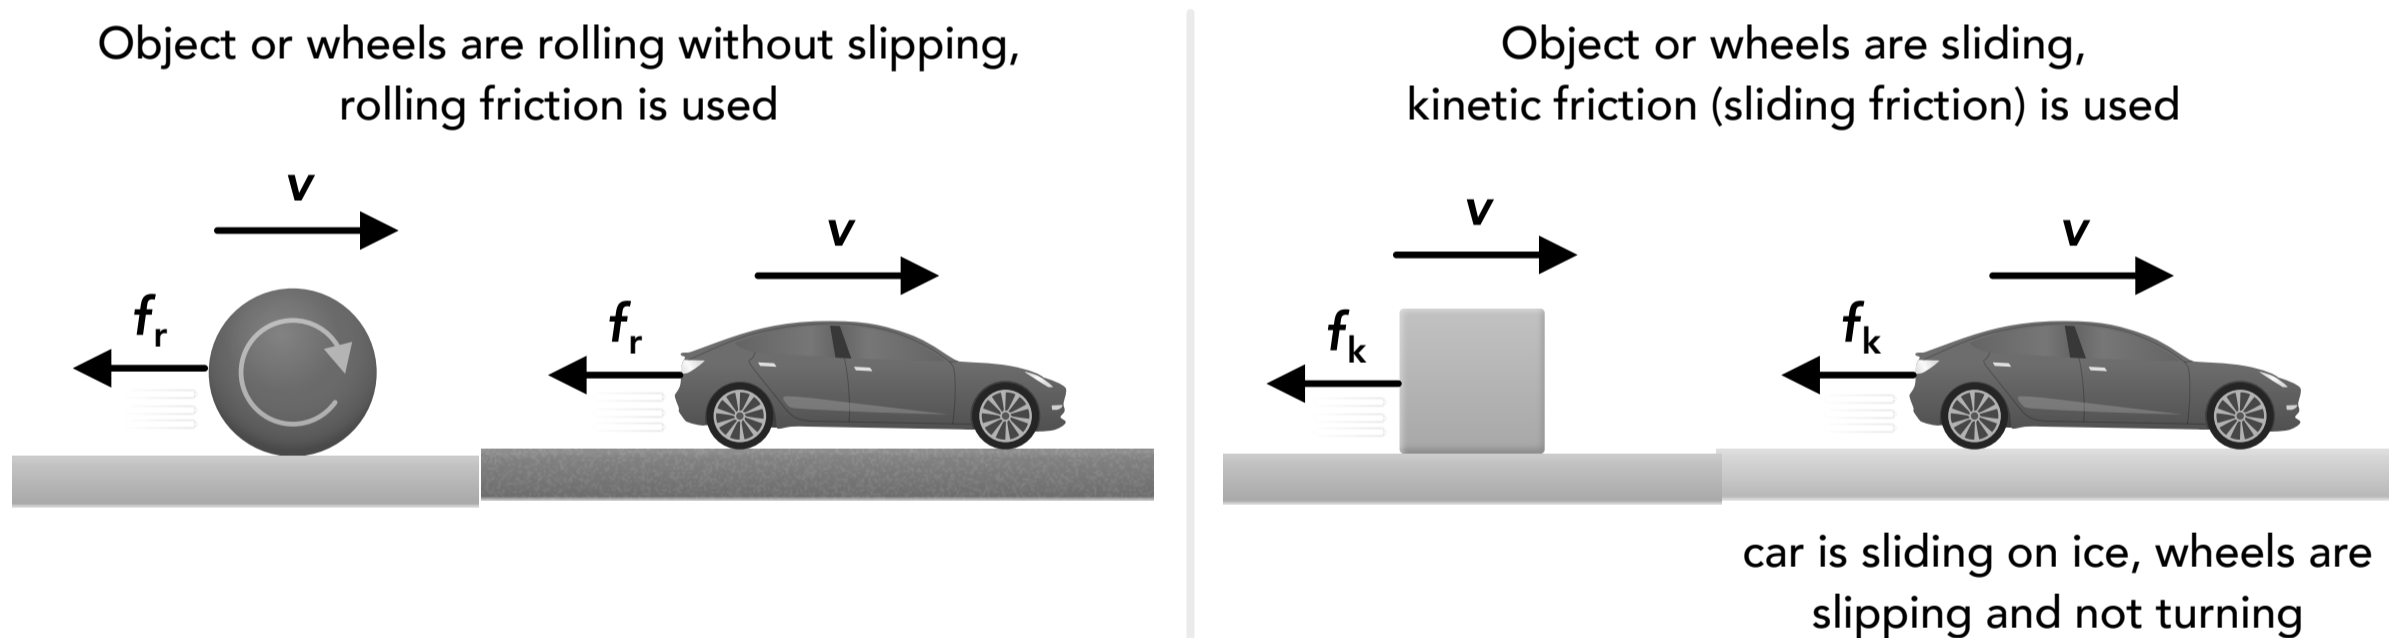 Object or wheels are rolling without slipping,
rolling friction is used
v
fr
v
fr
Object or wheels are sliding,
kinetic friction (sliding friction) is used
v
fk
v
fk
car is sliding on ice, wheels are
slipping and not turning